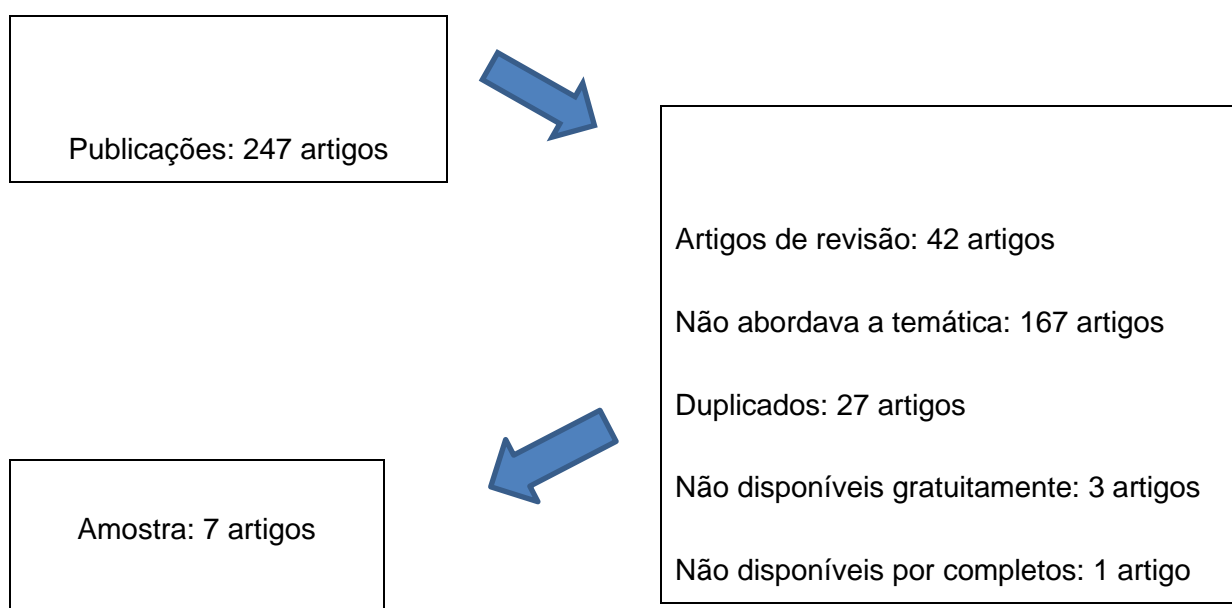 Publicações: 247 artigos
Artigos de revisão: 42 artigos
Não abordava a temática: 167 artigos
Duplicados: 27 artigos
Não disponíveis gratuitamente: 3 artigos
Não disponíveis por completos: 1 artigo
Amostra: 7 artigos